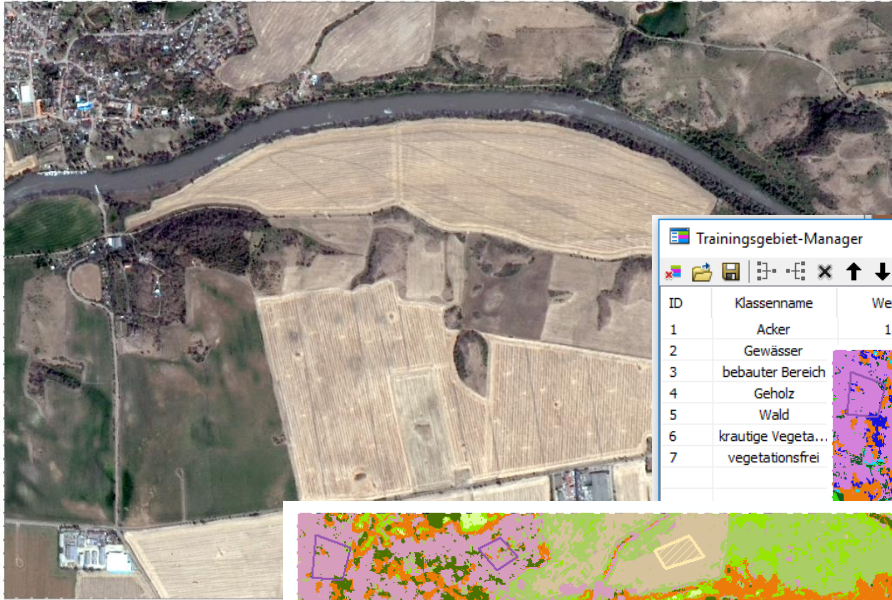 Trainingsgebiet-Manager
ID Klassenname We
1 Acker 1
2 Gewässer
3 bebauter Bereich
4 Geholz
5 Wald
6 krautige Vegeta...
7 vegetationsfrei